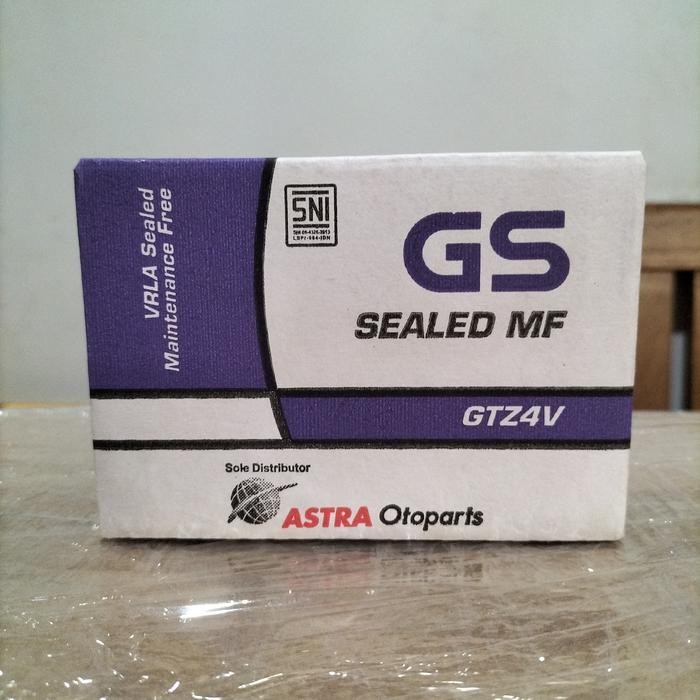 VRLA Sealed
Maintenance Free
SNI
GS
SEALED MF
GTZ4V
Sole Distributor
ASTRA Otoparts